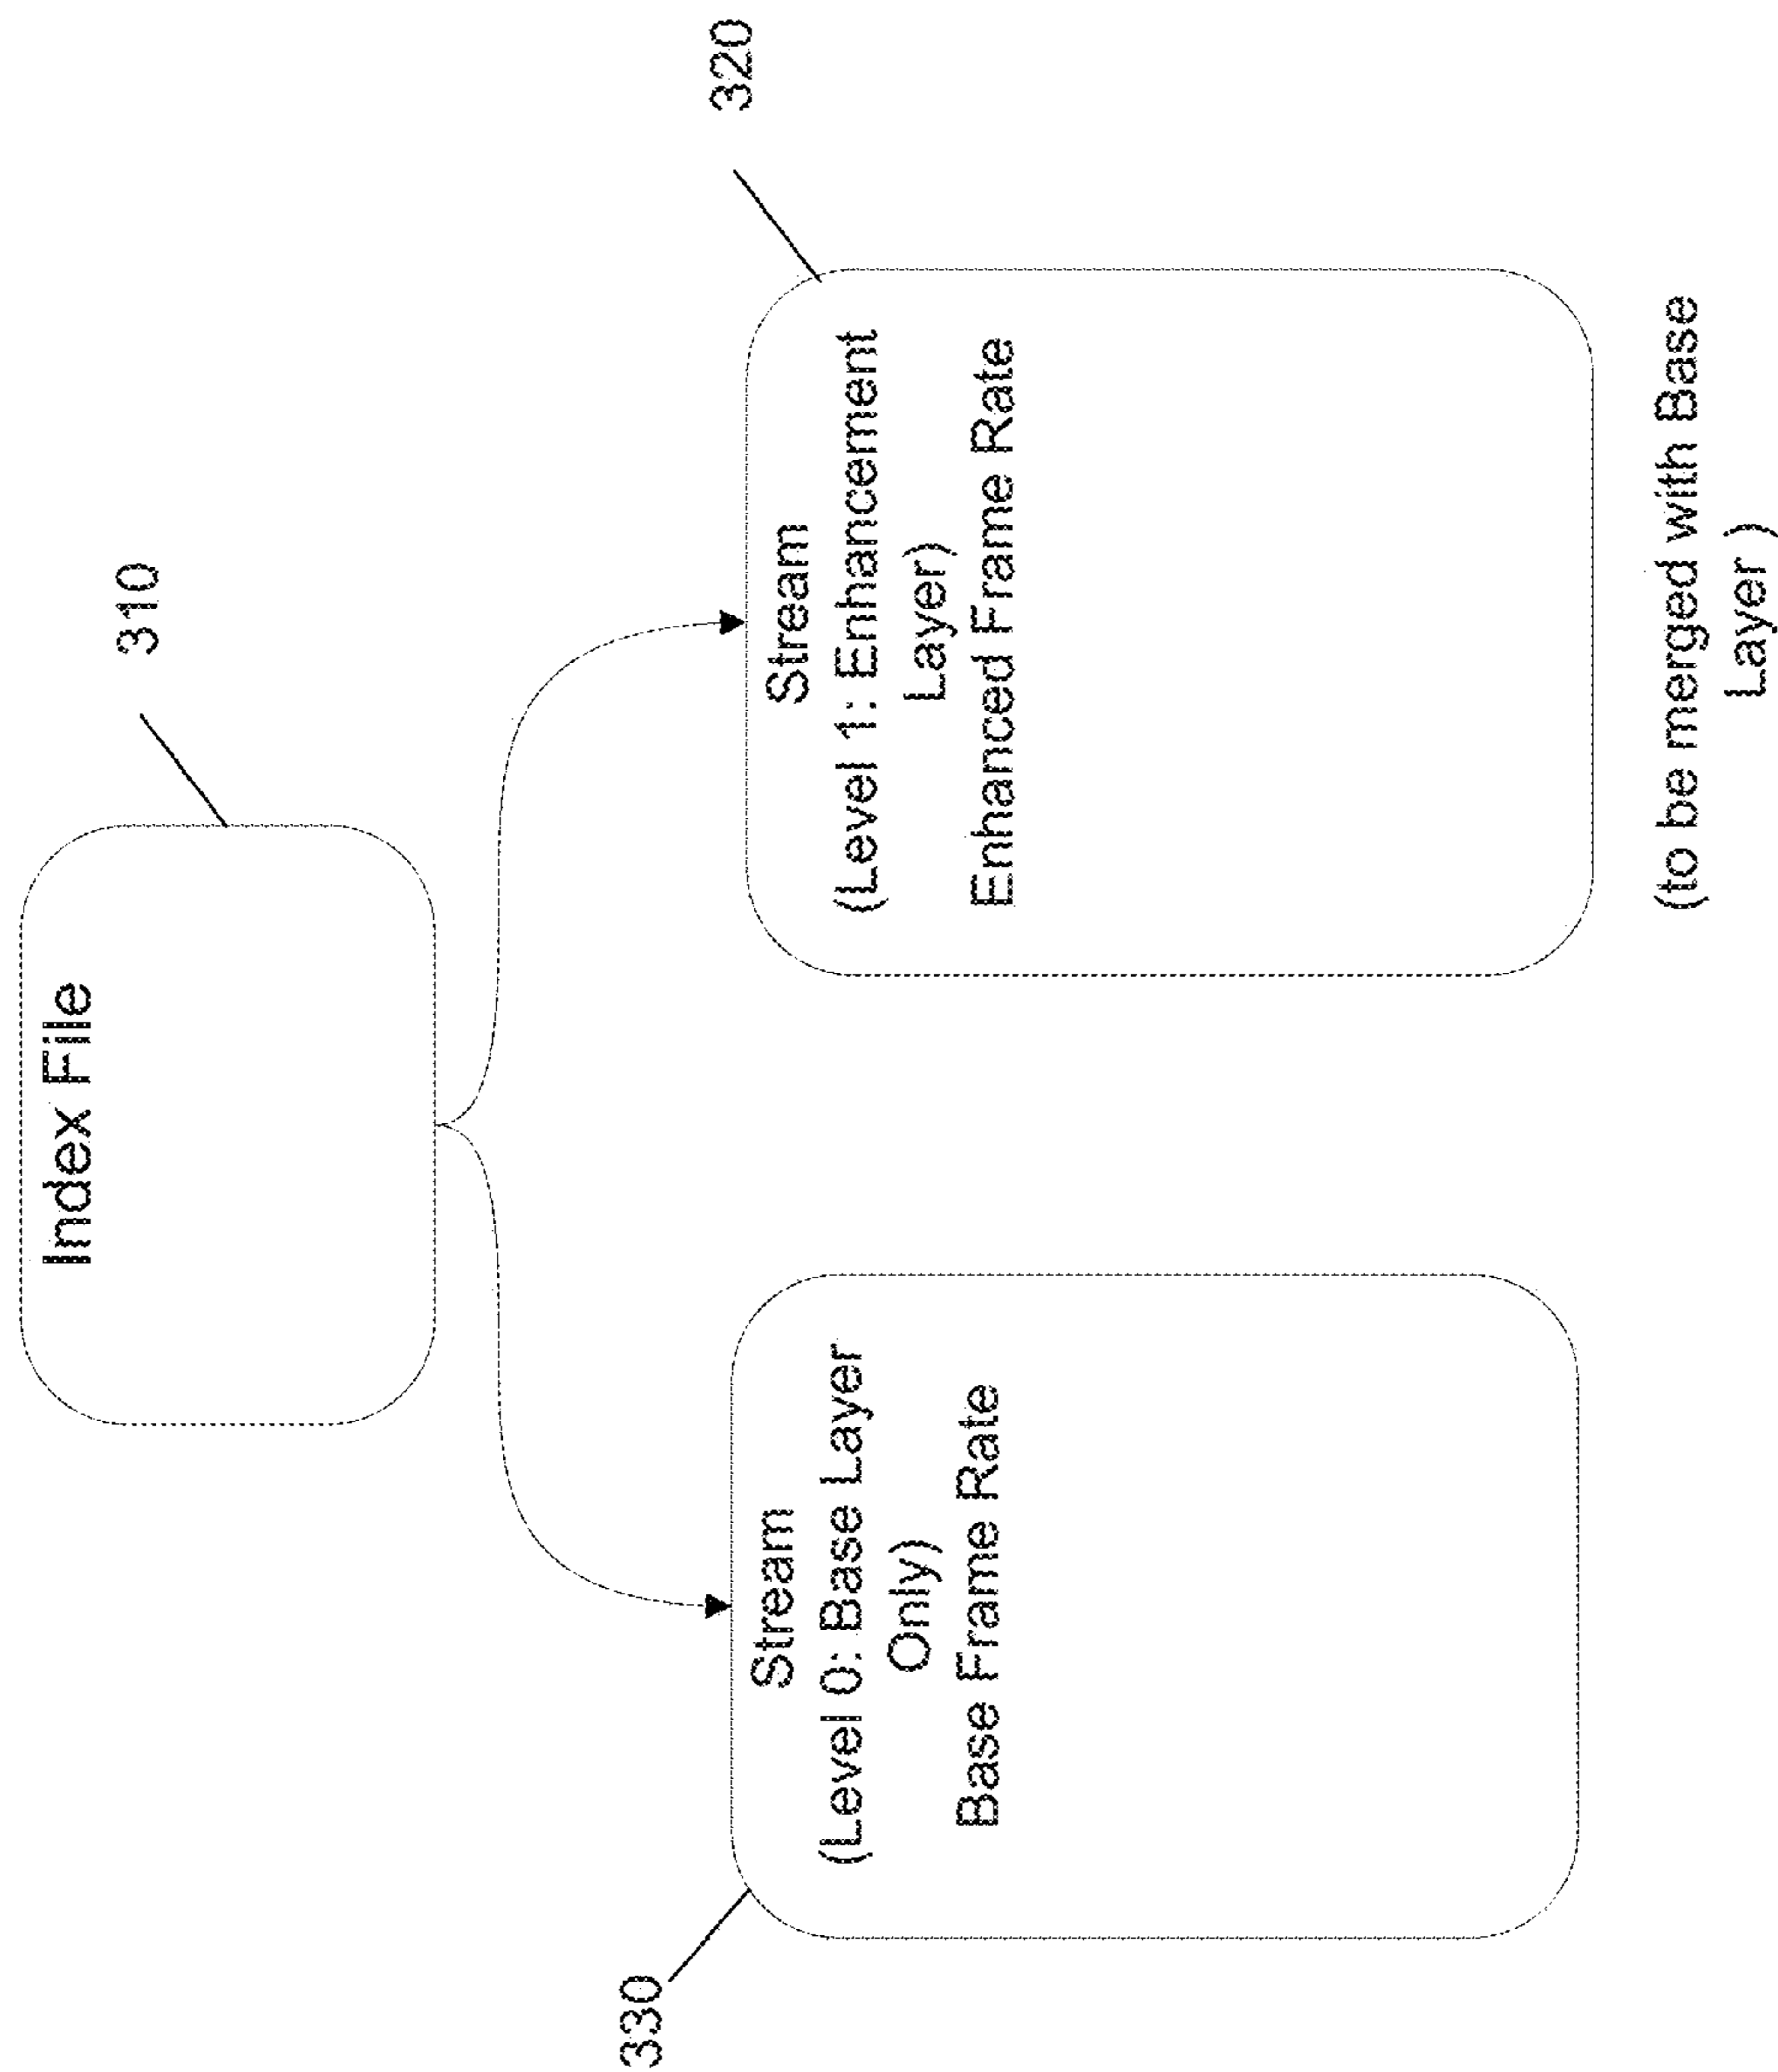 Index File
310
330
Stream
(Level 0: Base Layer
Only)
Base Frame Rate
320
Stream
(Level 1: Enhancement
Layer)
Enhanced Frame Rate
(to be merged with Base
Layer )